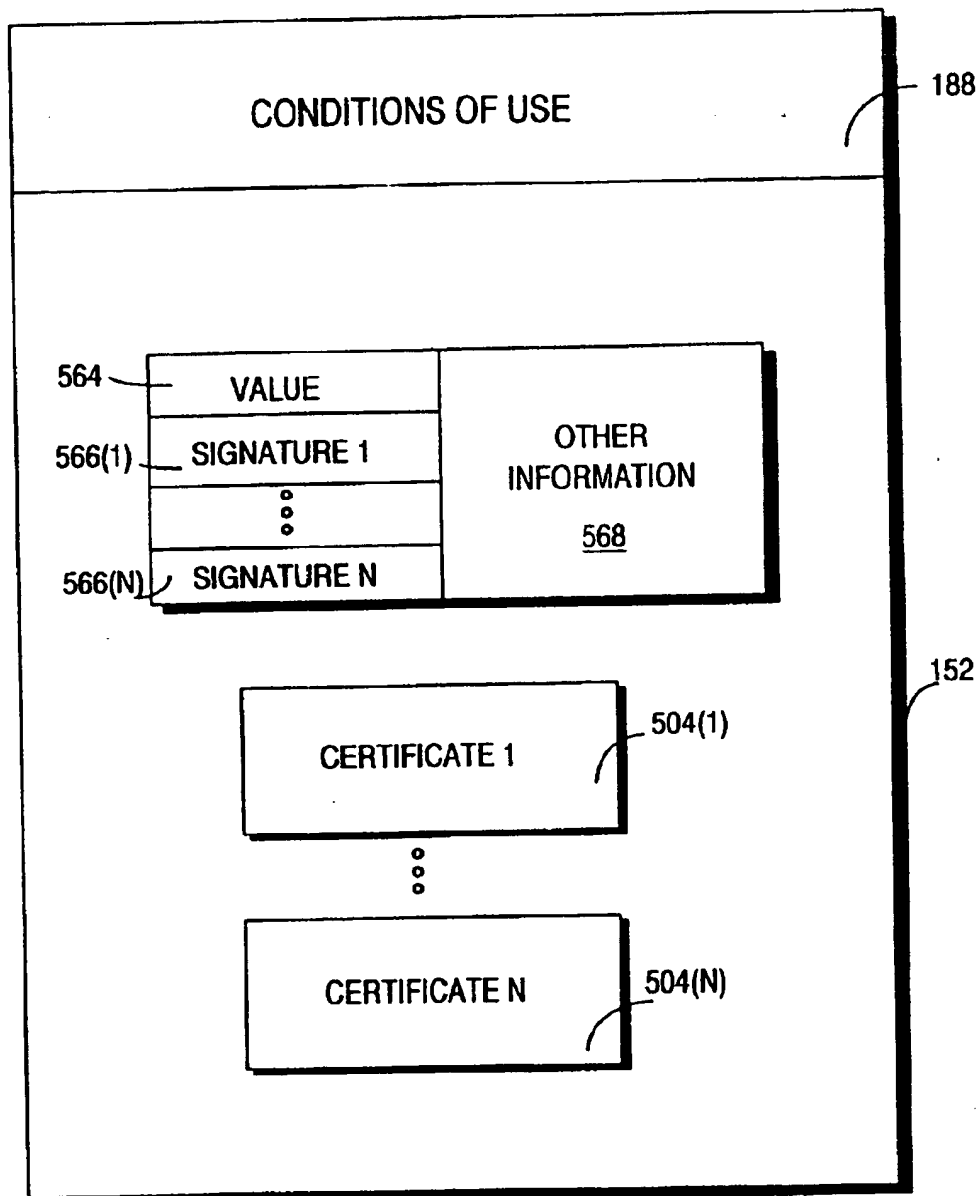 CONDITIONS OF USE
188
564
VALUE
566(1)
SIGNATURE 1
566(N)
SIGNATURE N
OTHER
INFORMATION
568
152
CERTIFICATE 1
504(1)
CERTIFICATE N
504(N)